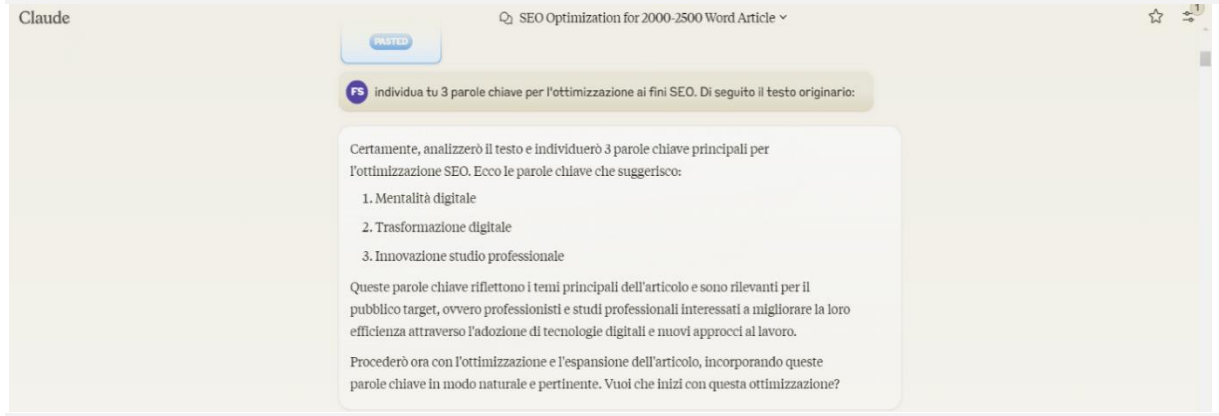 Claude
SEO Optimization for 2000-2500 Word Article
1
PASTED
FS individua tu 3 parole chiave per l'ottimizzazione ai fini SEO. Di seguito il testo originario:
Certamente, analizzerò il testo e individuerò 3 parole chiave principali per
l'ottimizzazione SEO. Ecco le parole chiave che suggerisco:
1. Mentalità digitale
2. Trasformazione digitale
3. Innovazione studio professionale
Queste parole chiave riflettono i temi principali dell'articolo e sono rilevanti per il
pubblico target, ovvero professionisti e studi professionali interessati a migliorare la loro
efficienza attraverso l'adozione di tecnologie digitali e nuovi approcci al lavoro.
Procederò ora con l'ottimizzazione e l'espansione dell'articolo, incorporando queste
parole chiave in modo naturale e pertinente. Vuoi che inizi con questa ottimizzazione?